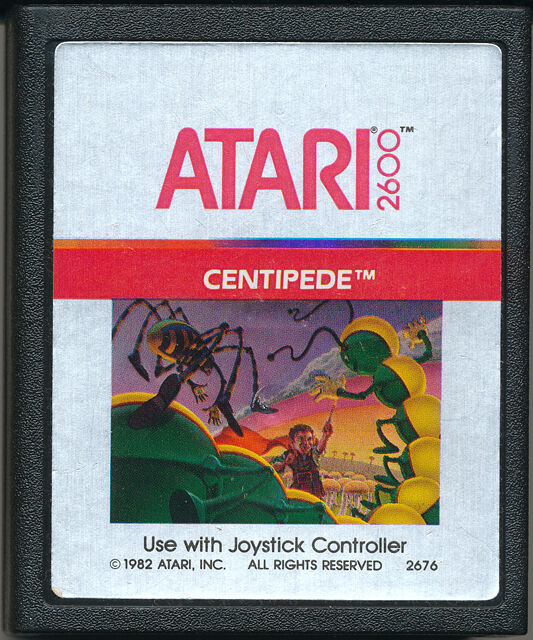 ATARI® 2600™
CENTIPEDE™
Use with Joystick Controller
© 1982 ATARI, INC. ALL RIGHTS RESERVED 2676